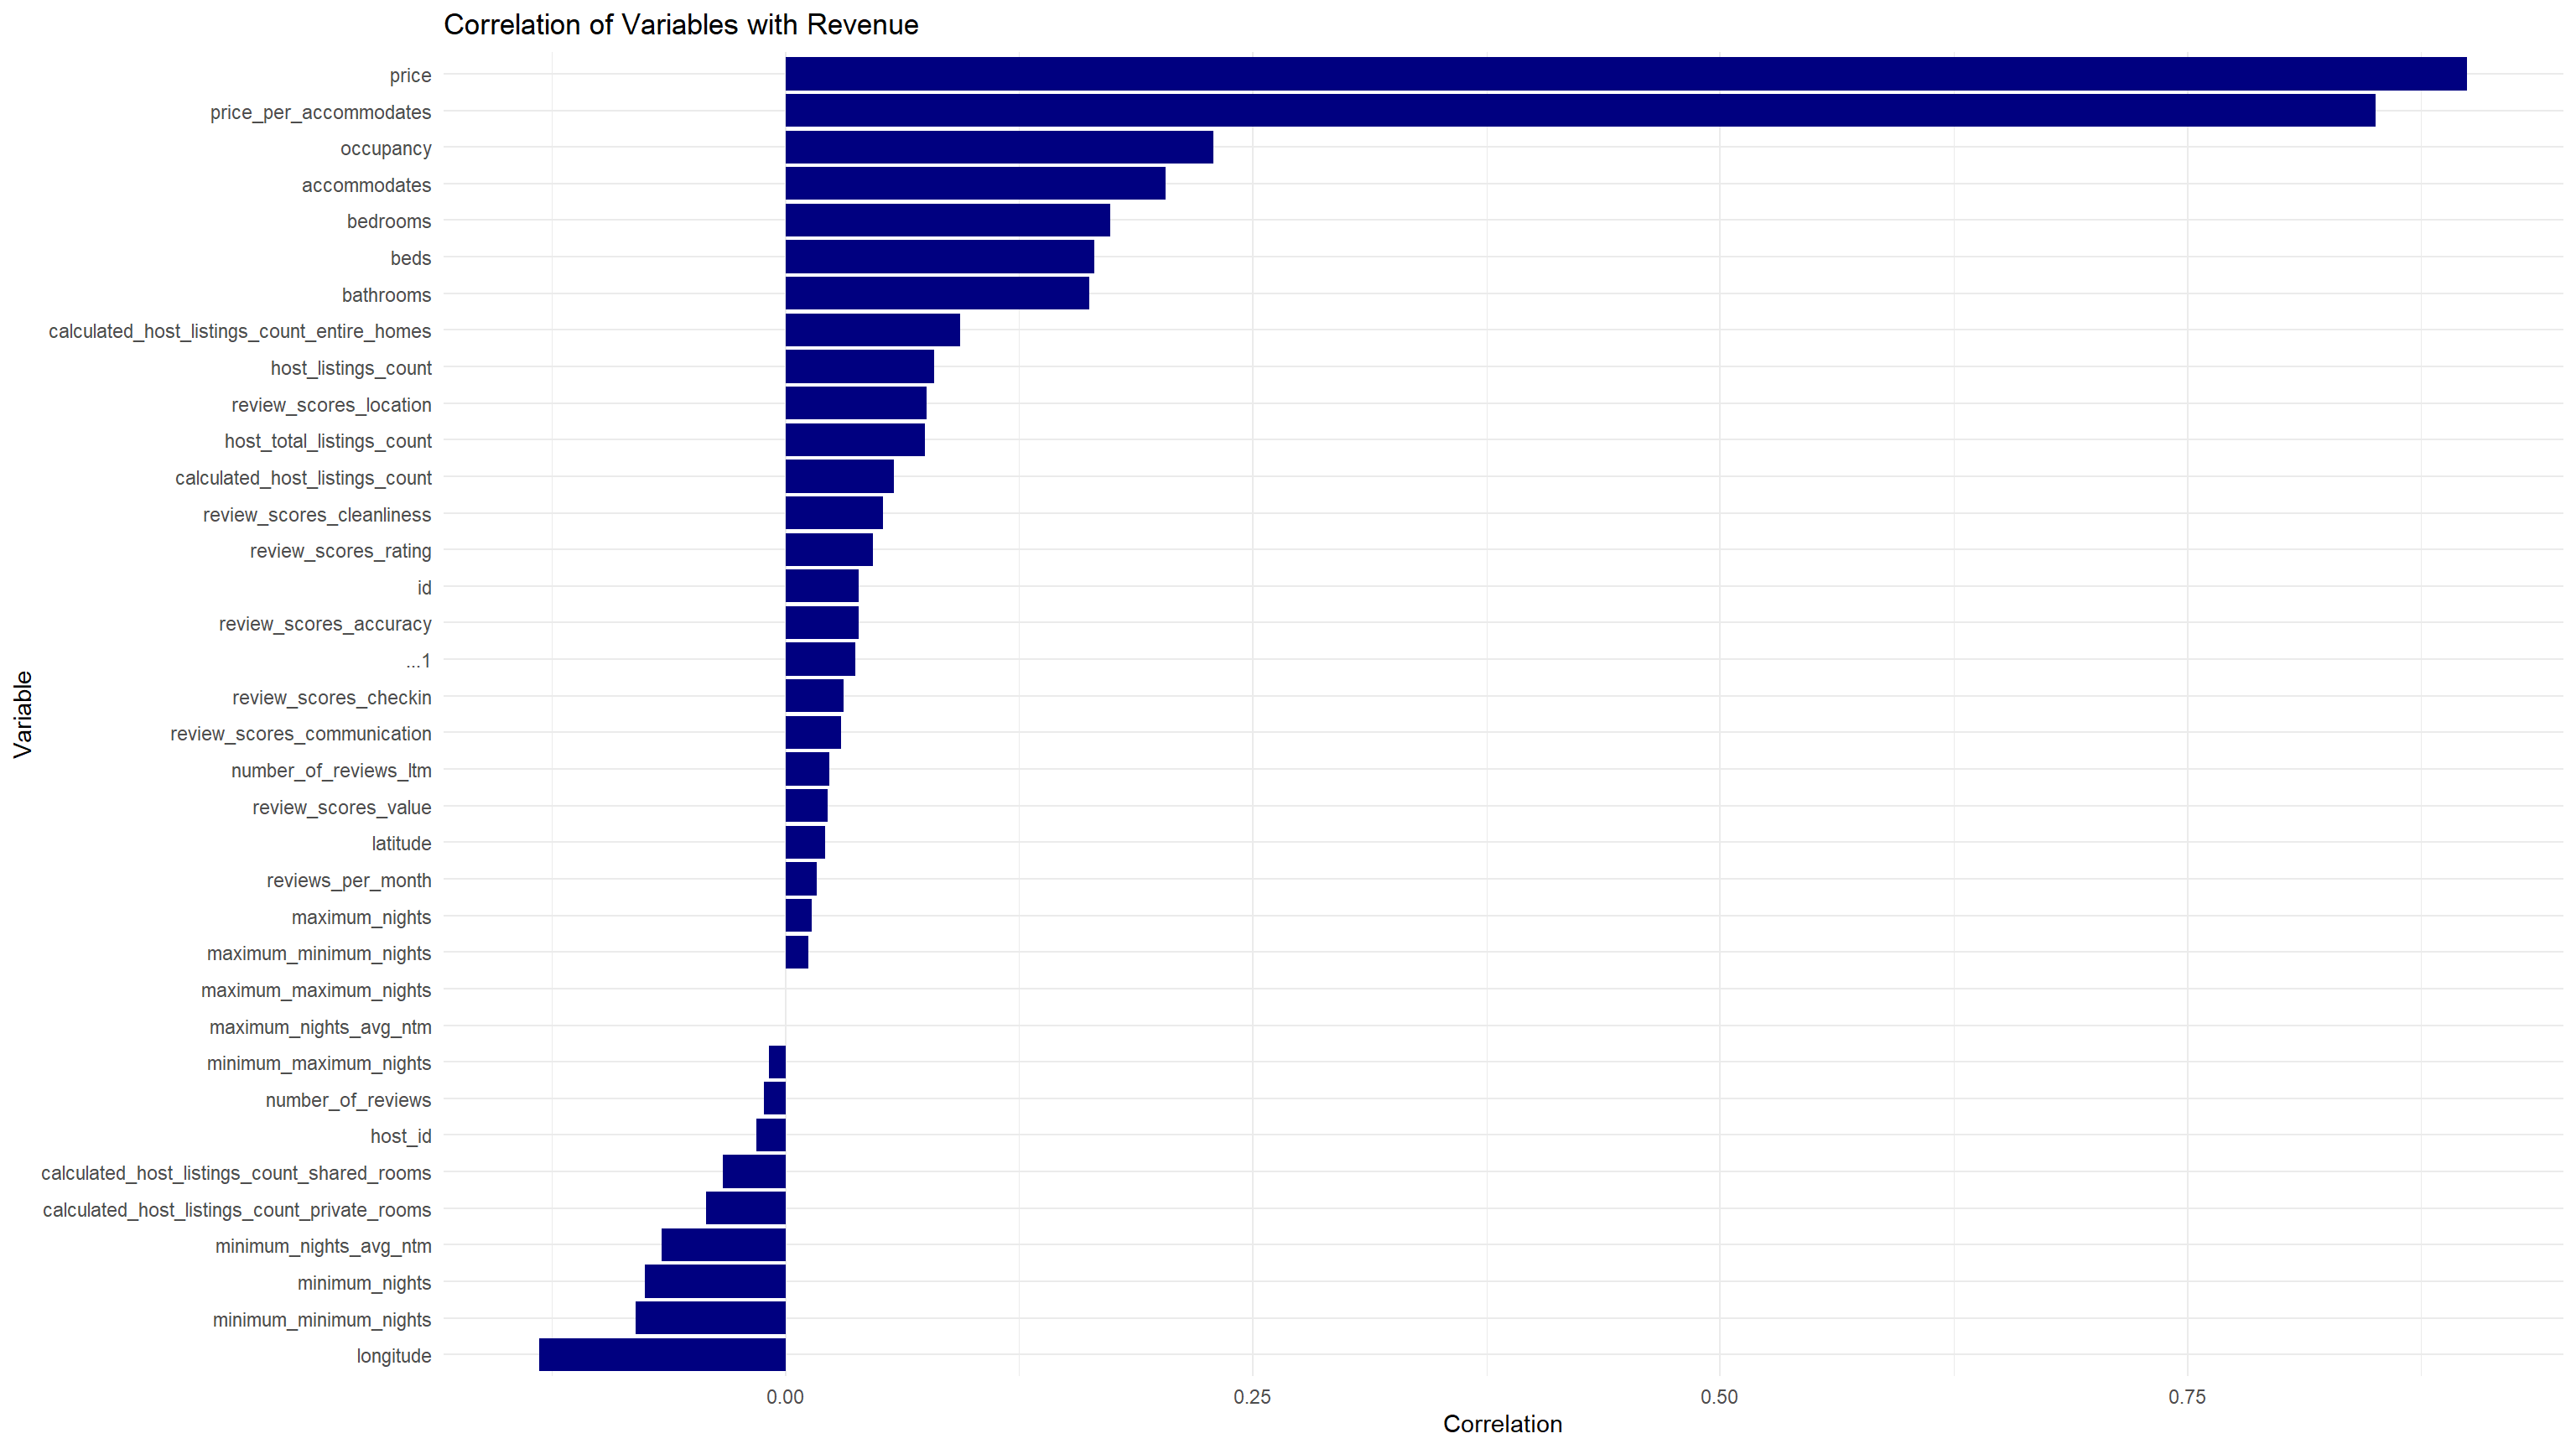 Correlation of Variables with Revenue
price
price_per_accommodates
occupancy
accommodates
bedrooms
beds
bathrooms
calculated_host_listings_count_entire_homes
host_listings_count
review_scores_location
host_total_listings_count
calculated_host_listings_count
review_scores_cleanliness
review_scores_rating
id
review_scores_accuracy
...1
review_scores_checkin
review_scores_communication
number_of_reviews_ltm
review_scores_value
latitude
reviews_per_month
maximum_nights
maximum_minimum_nights
maximum_maximum_nights
maximum_nights_avg_ntm
minimum_maximum_nights
number_of_reviews
host_id
calculated_host_listings_count_shared_rooms
calculated_host_listings_count_private_rooms
minimum_nights_avg_ntm
minimum_nights
minimum_minimum_nights
longitude
Variable
0.00 0.25 0.50 0.75
Correlation